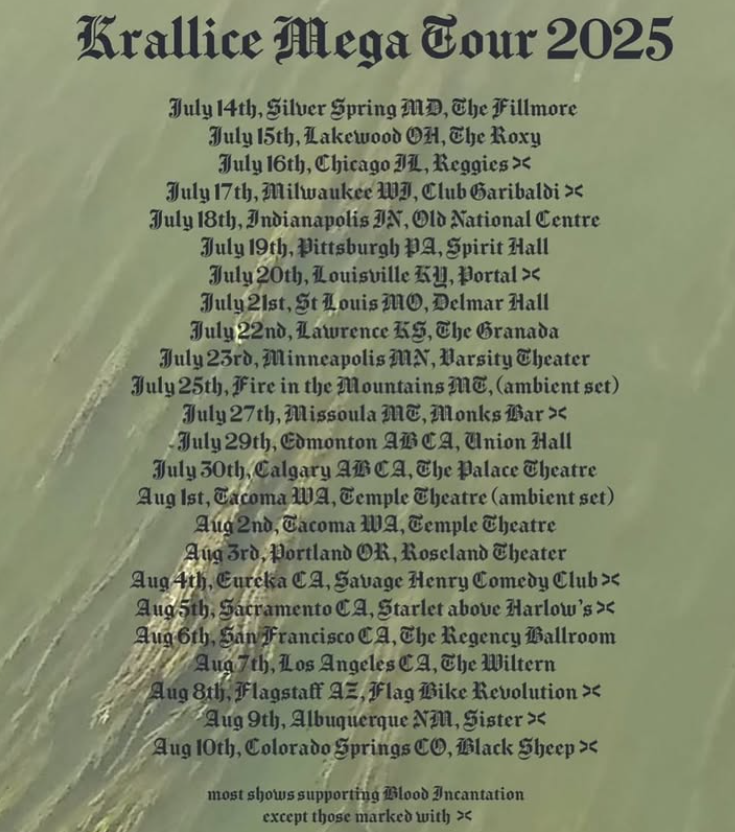 Krallice Mega Tour 2025
July 14th, Silver Spring MD, The Fillmore
July 15th, Lakewood OH, The Roxy
July 16th, Chicago IL, Reggies ⪥
July 17th, Milwaukee WI, Club Garibaldi ⪥
July 18th, Indianapolis IN, Old National Centre
July 19th, Pittsburgh PA, Spirit Hall
July 20th, Louisville KY, Portal ⪥
July 21st, St Louis MO, Delmar Hall
July 22nd, Lawrence KS, The Granada
July 23rd, Minneapolis MN, Varsity Theater
July 25th, Fire in the Mountains MT, (ambient set)
July 27th, Missoula MT, Monks Bar ⪥
July 29th, Edmonton AB CA, Union Hall
July 30th, Calgary AB CA, The Palace Theatre
Aug 1st, Tacoma WA, Temple Theatre (ambient set)
Aug 2nd, Tacoma WA, Temple Theatre
Aug 3rd, Portland OR, Roseland Theater
Aug 4th, Eureka CA, Savage Henry Comedy Club ⪥
Aug 5th, Sacramento CA, Starlet above Harlow's ⪥
Aug 6th, San Francisco CA, The Regency Ballroom
Aug 7th, Los Angeles CA, The Wiltern
Aug 8th, Flagstaff AZ, Flag Bike Revolution ⪥
Aug 9th, Albuquerque NM, Sister ⪥
Aug 10th, Colorado Springs CO, Black Sheep ⪥
most shows supporting Blood Incantation
except those marked with ⪥